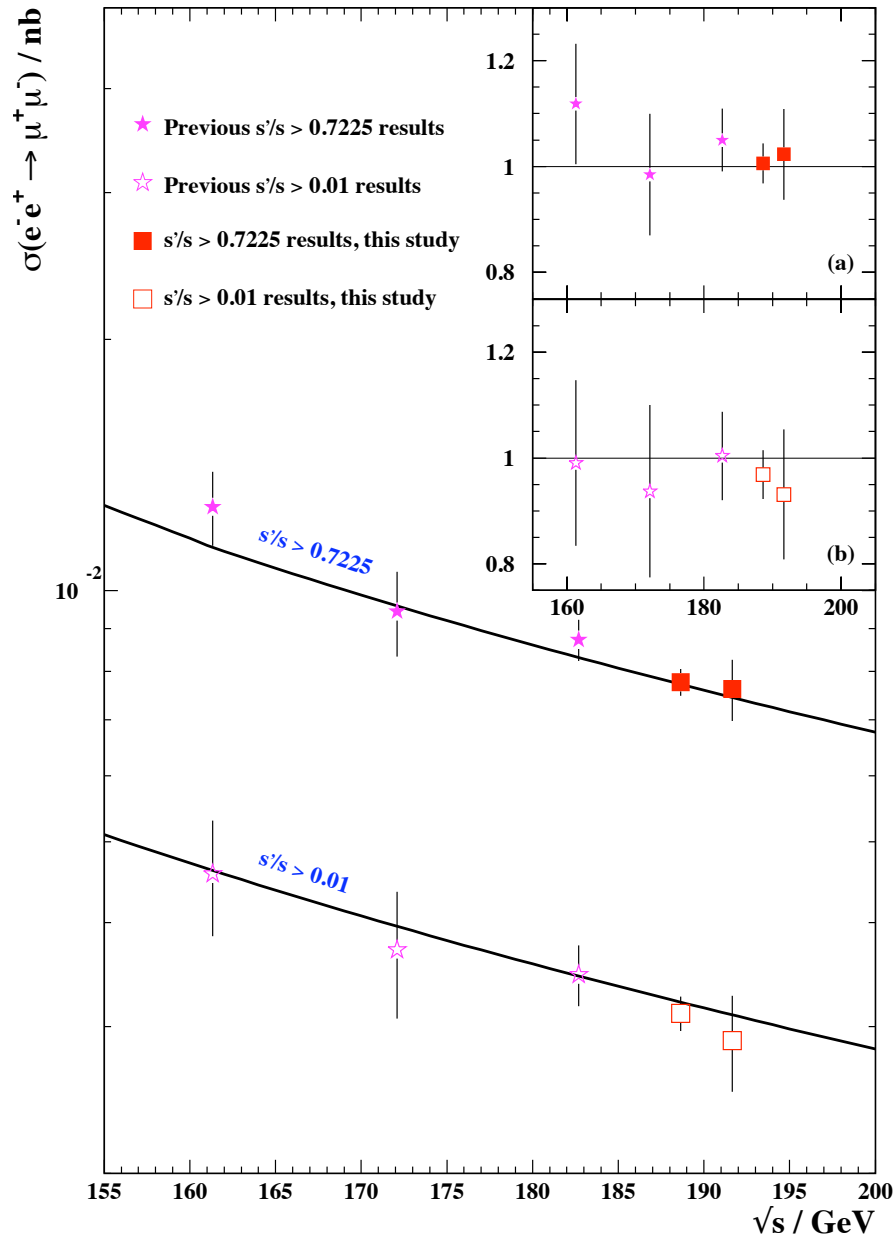 σ(e⁻e⁺ → μ⁺μ⁻) / nb
Previous s'/s > 0.7225 results
Previous s'/s > 0.01 results
s'/s > 0.7225 results, this study
s'/s > 0.01 results, this study
1.2
1
0.8
(a)
1.2
1
0.8
(b)
160
180
200
s'/s > 0.7225
10⁻²
s'/s > 0.01
155
160
165
170
175
180
185
190
195
200
√s / GeV